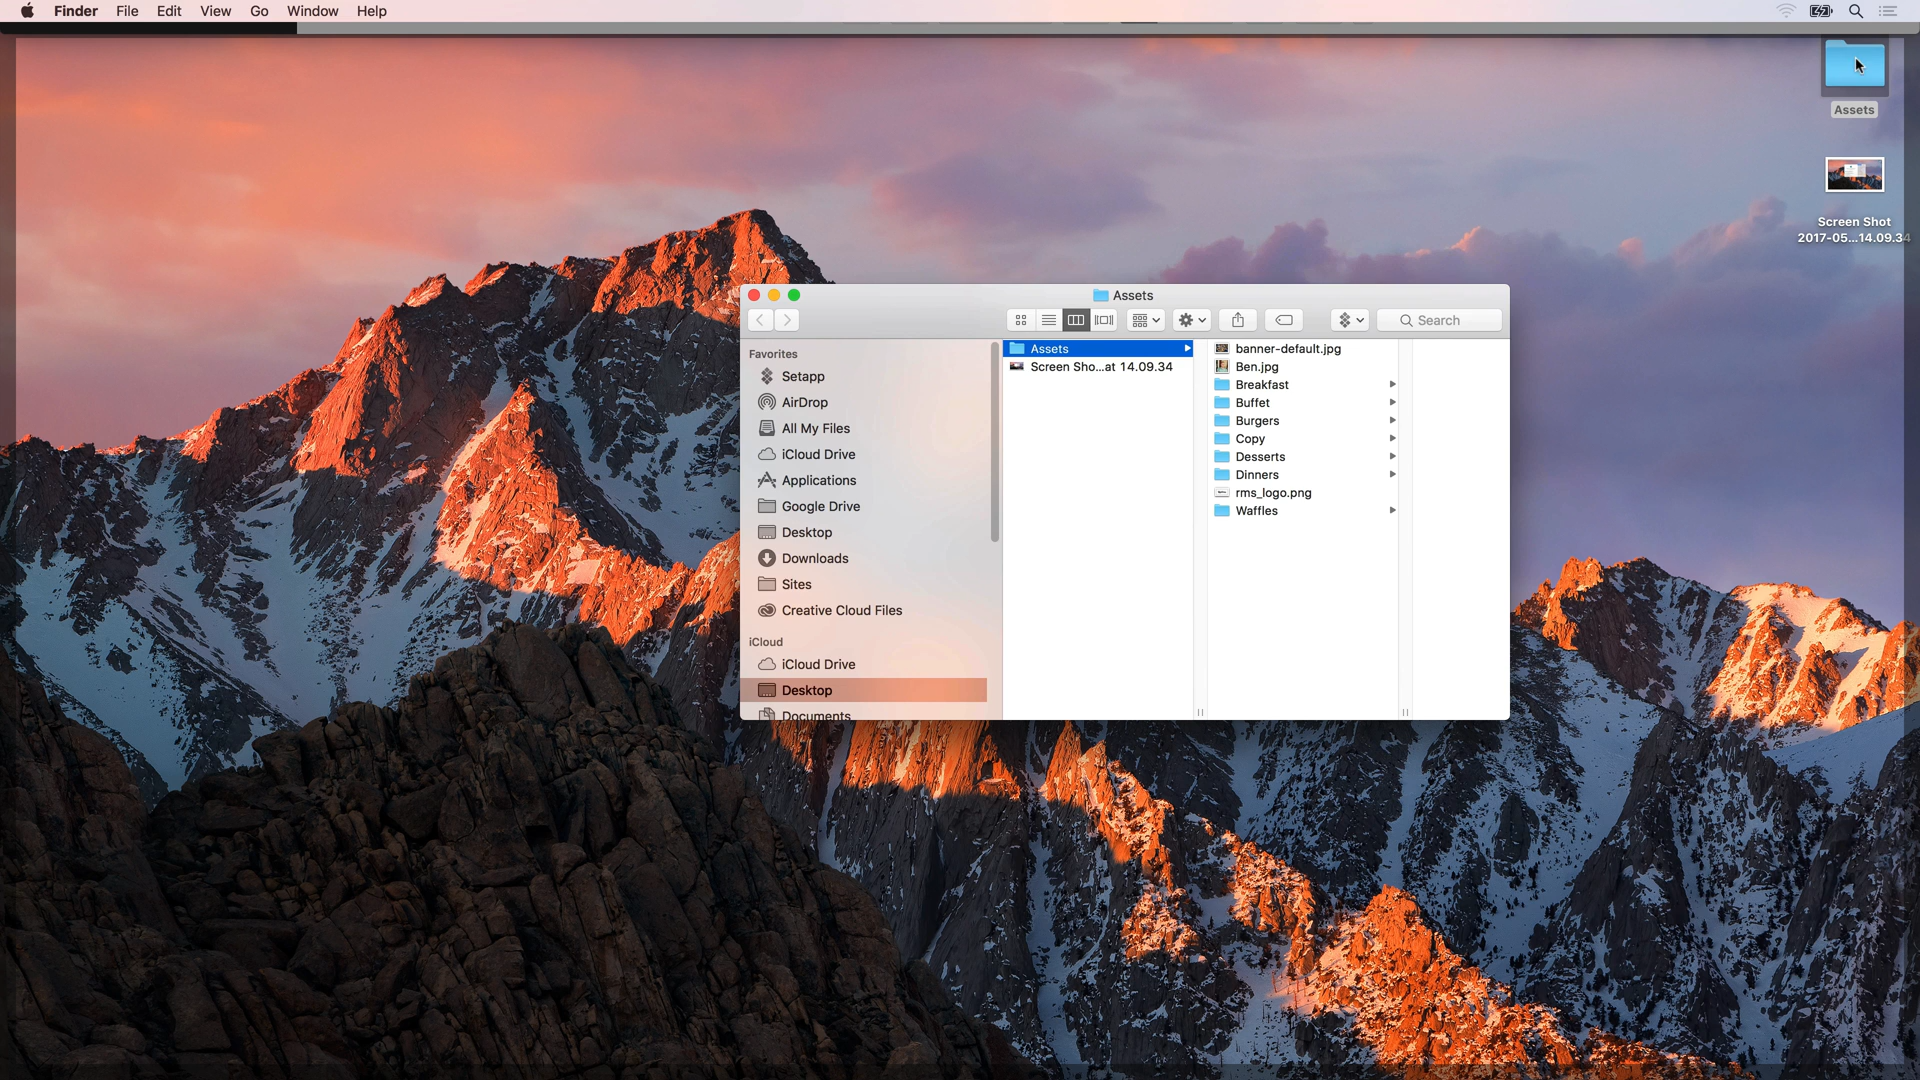 Finder File Edit View Go Window Help
Assets
Screen Shot
2017-05...14.09.34
Assets
Search
Favorites
Setapp
AirDrop
All My Files
iCloud Drive
Applications
Google Drive
Desktop
Downloads
Sites
Creative Cloud Files
iCloud
iCloud Drive
Desktop
Documents
Assets
Screen Sho...at 14.09.34
banner-default.jpg
Ben.jpg
Breakfast
Buffet
Burgers
Copy
Desserts
Dinners
rms_logo.png
Waffles